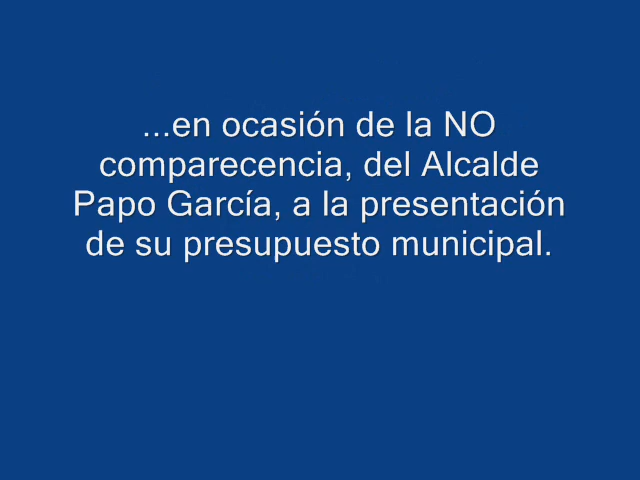 ...en ocasión de la NO
comparecencia, del Alcalde
Papo García, a la presentación
de su presupuesto municipal.